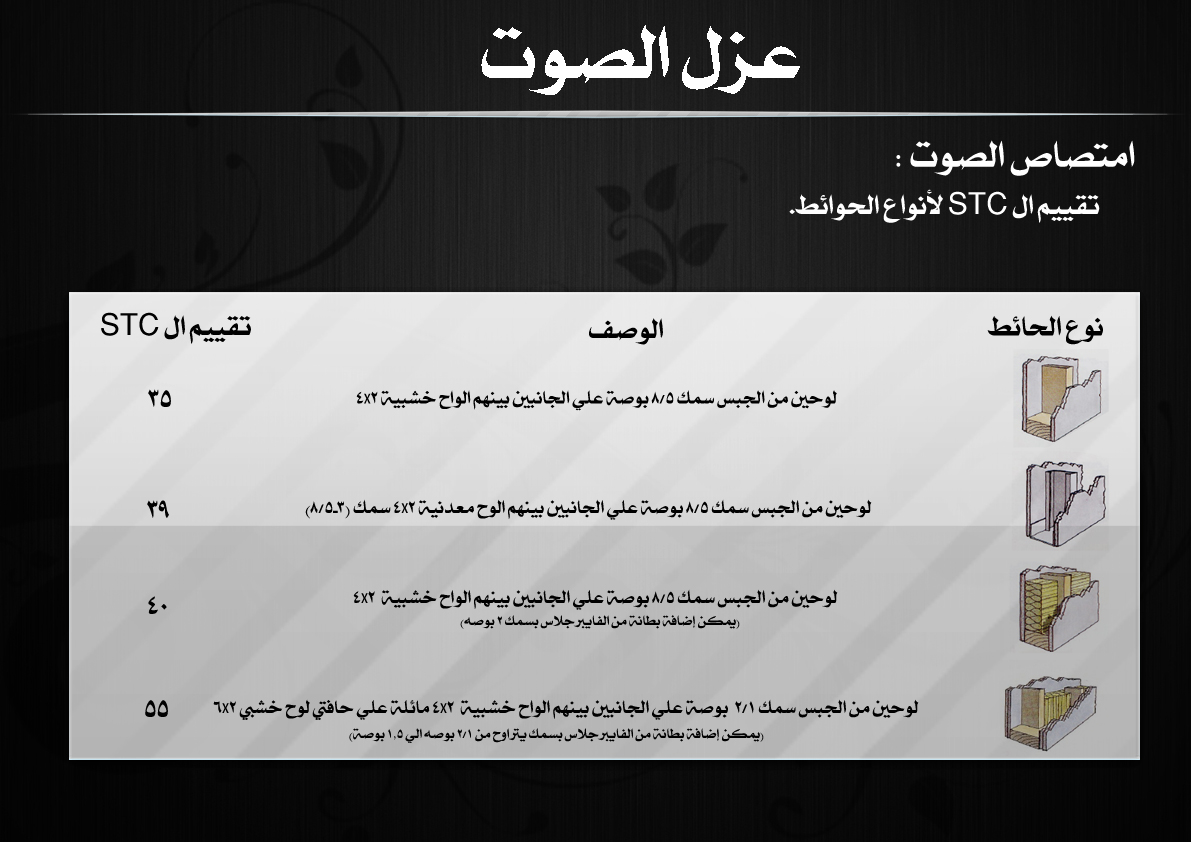 عزل الصوت
امتصاص الصوت :
تقييم ال STC لأنواع الحوائط.
نوع الحائط الوصف تقييم ال STC
لوحين من الجبس سمك ٨/٥ بوصة علي الجانبين بينهم الواح خشبية ٤x٢ ٣٥
لوحين من الجبس سمك ٨/٥ بوصة علي الجانبين بينهم الوح معدنية ٤x٢ سمك (٣ـ٨/٥) ٣٩
لوحين من الجبس سمك ٨/٥ بوصة علي الجانبين بينهم الواح خشبية ٤x٢ ٤٠
(يمكن إضافة بطانة من الفايبر جلاس بسمك ٢ بوصه)
لوحين من الجبس سمك ٢/١ بوصة علي الجانبين بينهم الواح خشبية ٤x٢ مائلة علي حافتي لوح خشبي ٦x٢ ٥٥
(يمكن إضافة بطانة من الفايبر جلاس بسمك يتراوح من ٢/١ بوصه الي ١,٥ بوصة)